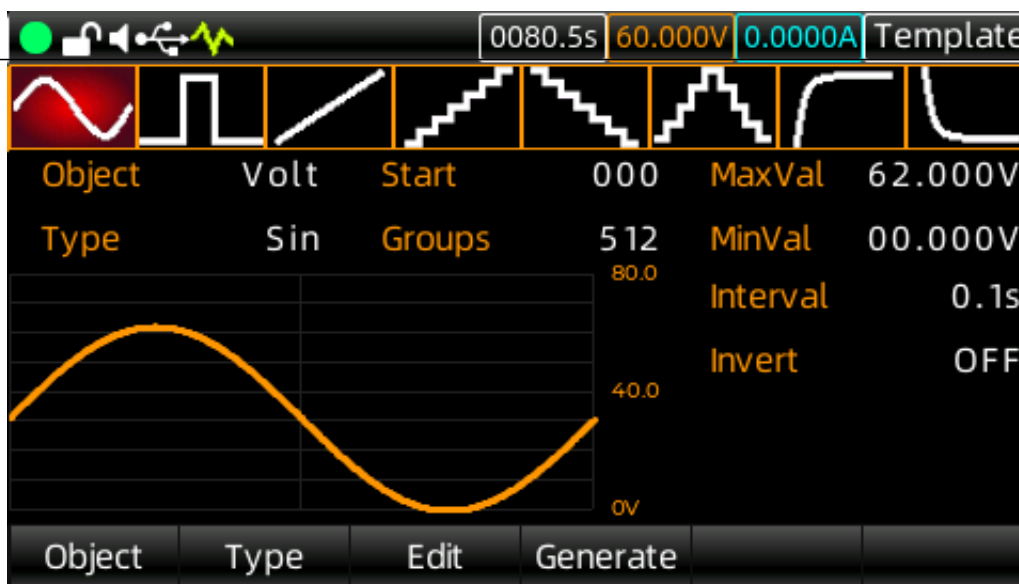 0080.5s 60.000V 0.0000A Template
Object Volt Start 000 MaxVal 62.000V
Type Sin Groups 512 MinVal 00.000V
80.0
Interval 0.1s
Invert OFF
40.0
0V
Object Type Edit Generate